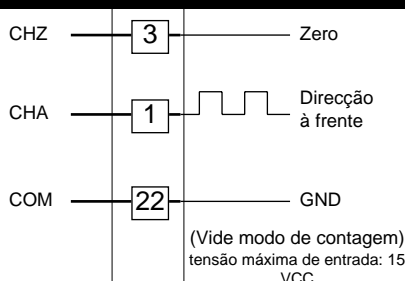 CHZ 3 Zero
CHA 1 Direcção
à frente
COM 22 GND
(Vide modo de contagem)
tensão máxima de entrada: 15
VCC